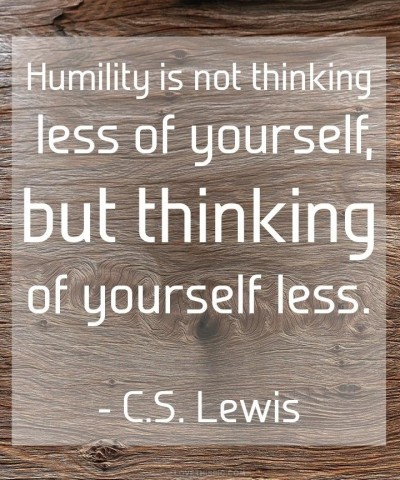 Humility is not thinking
less of yourself,
but thinking
of yourself less.
- C.S. Lewis